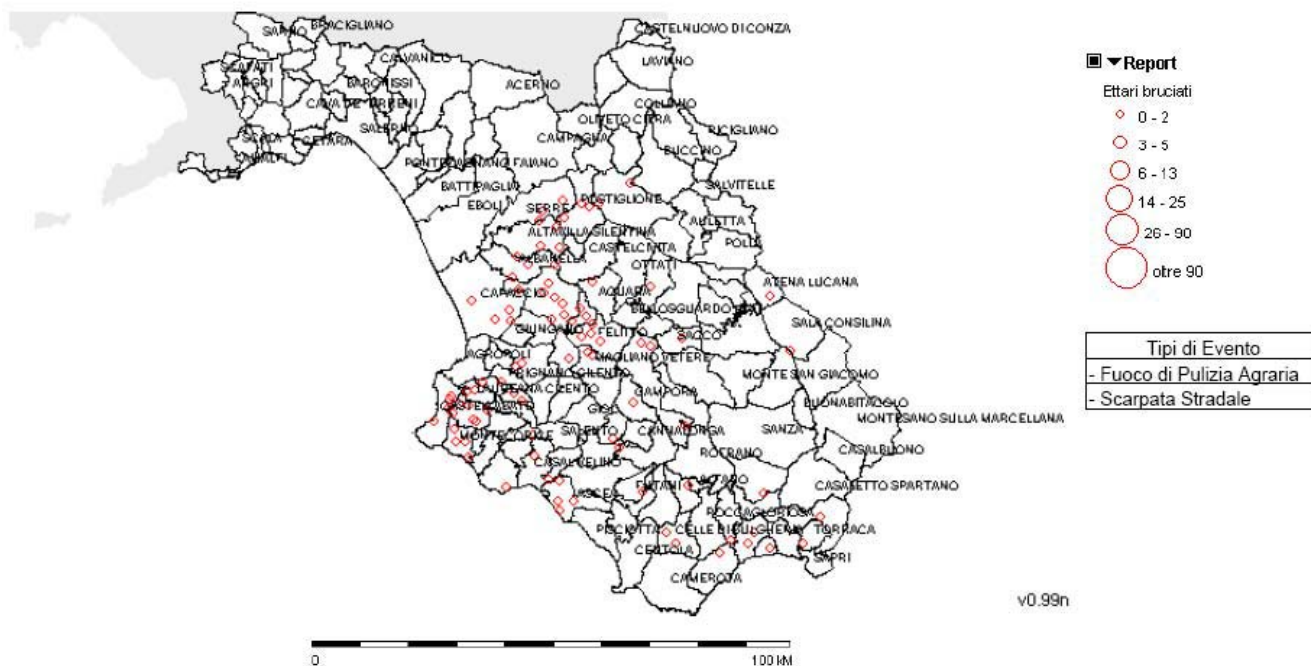 SARNO
BRACIGLIANO
CASTELNUOVO DI CONZA
SCAFATI
CALVANICO
LAVIANO
ANGRI
BARONISSI
ACERNO
COLLIANO
SALERNO
OLIVETO CITRA
RICIGLIANO
CETARA
CAMPAGNA
BUCCINO
AMALFI
PONTECAGNANO FAIANO
BATTIPAGLIA
SALVITELLE
EBOLI
SERRE
POSTIGLIONE
AULETTA
ALTAVILLA SILENTINA
POLLA
CASTELCIVITA
ALBANELLA
OTTATI
ATENA LUCANA
CAPACCIO
AQUARA
BELLOSGUARDO
SALA CONSILINA
GIUNGANO
FELITTO
SACCO
AGROPOLI
MAGLIANO VETERE
PRIGNANO CILENTO
MONTE SAN GIACOMO
LAUREANA CILENTO
CAMPORA
BUONABITACOLO
CASTELLABATE
GIOI
MONTESANO SULLA MARCELLANA
MONTECORICE
SALENTO
CANNALONGA
SANZA
CASALVELINO
ROFRANO
CASALBUONO
ASCEA
FUTANI
CASALETTO SPARTANO
ROCCAGLORIOSA
PISCIOTTA
CELLE DI BULGHERIA
TORRACA
CENTOLA
SAPRI
CAMEROTA
Report
Ettari bruciati
0 - 2
3 - 5
6 - 13
14 - 25
26 - 90
oltre 90
Tipi di Evento
- Fuoco di Pulizia Agraria
- Scarpata Stradale
v0.99n
0
100 kM